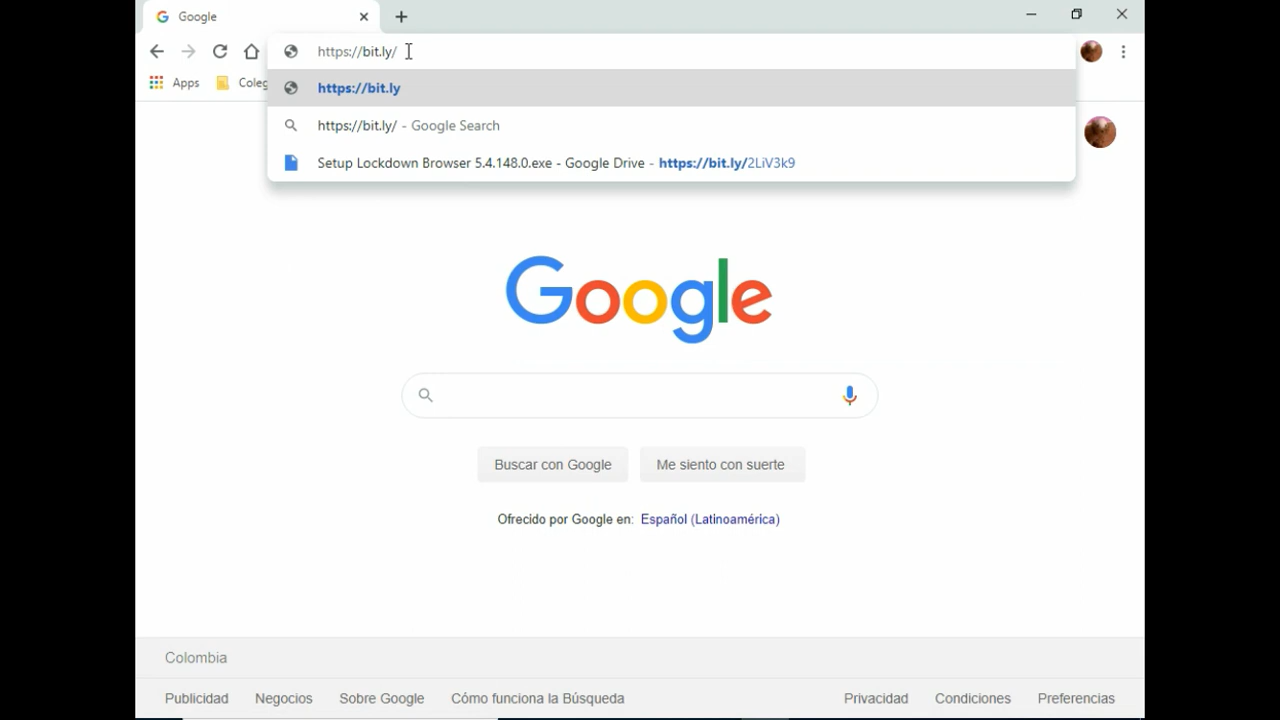 Google
https://bit.ly/
Apps
Coleg
https://bit.ly
https://bit.ly/ - Google Search
Setup Lockdown Browser 5.4.148.0.exe - Google Drive - https://bit.ly/2LiV3k9
Google
Buscar con Google
Me siento con suerte
Ofrecido por Google en: Español (Latinoamérica)
Colombia
Publicidad
Negocios
Sobre Google
Cómo funciona la Búsqueda
Privacidad
Condiciones
Preferencias